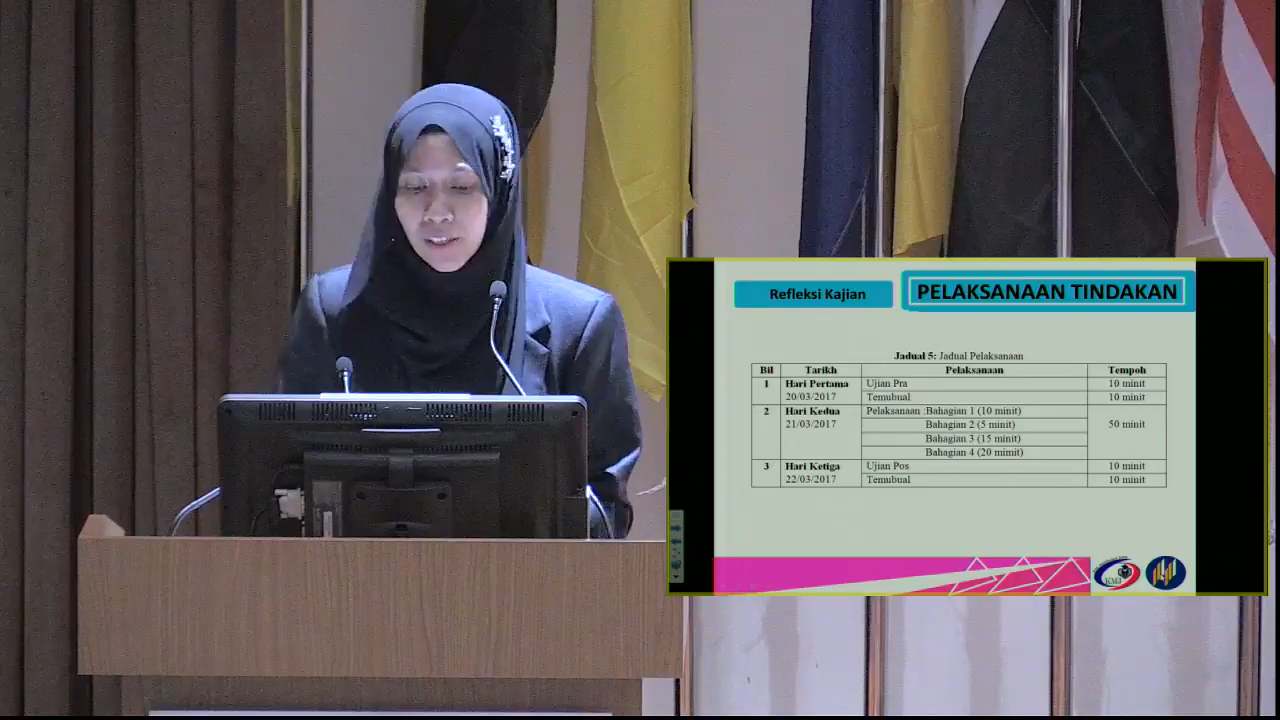 Refleksi Kajian
PELAKSANAAN TINDAKAN
Jadual 5: Jadual Pelaksanaan
Bil Tarikh Pelaksanaan Tempoh
1 Hari Pertama Ujian Pra 10 minit
20/03/2017 Temubual 10 minit
2 Hari Kedua Pelaksanaan :Bahagian 1 (10 minit)
21/03/2017 Bahagian 2 (5 minit) 50 minit
Bahagian 3 (15 minit)
Bahagian 4 (20 mimit)
3 Hari Ketiga Ujian Pos 10 minit
22/03/2017 Temubual 10 minit
KMJ